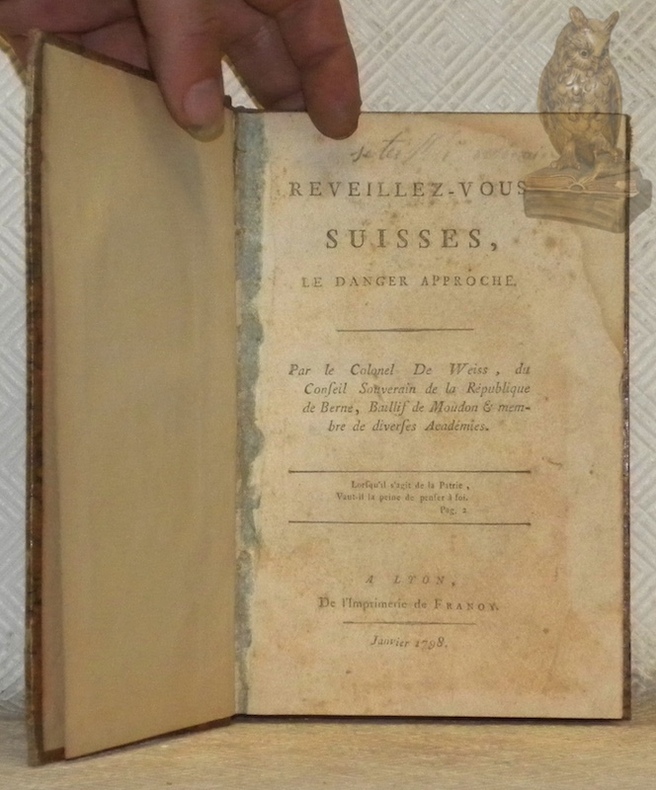 REVEILLEZ-VOUS
SUISSES,
LE DANGER APPROCHE.
Par le Colonel De Weiss, du
Conſeil Souverain de la République
de Berne, Baillif de Moudon & mem-
bre de diverſes Académies.
Lorſqu'il s'agit de la Patrie,
Vaut-il la peine de penſer à ſoi.
Pag. 2.
A LYON,
De l'Imprimerie de FRANOY.
Janvier 1798.